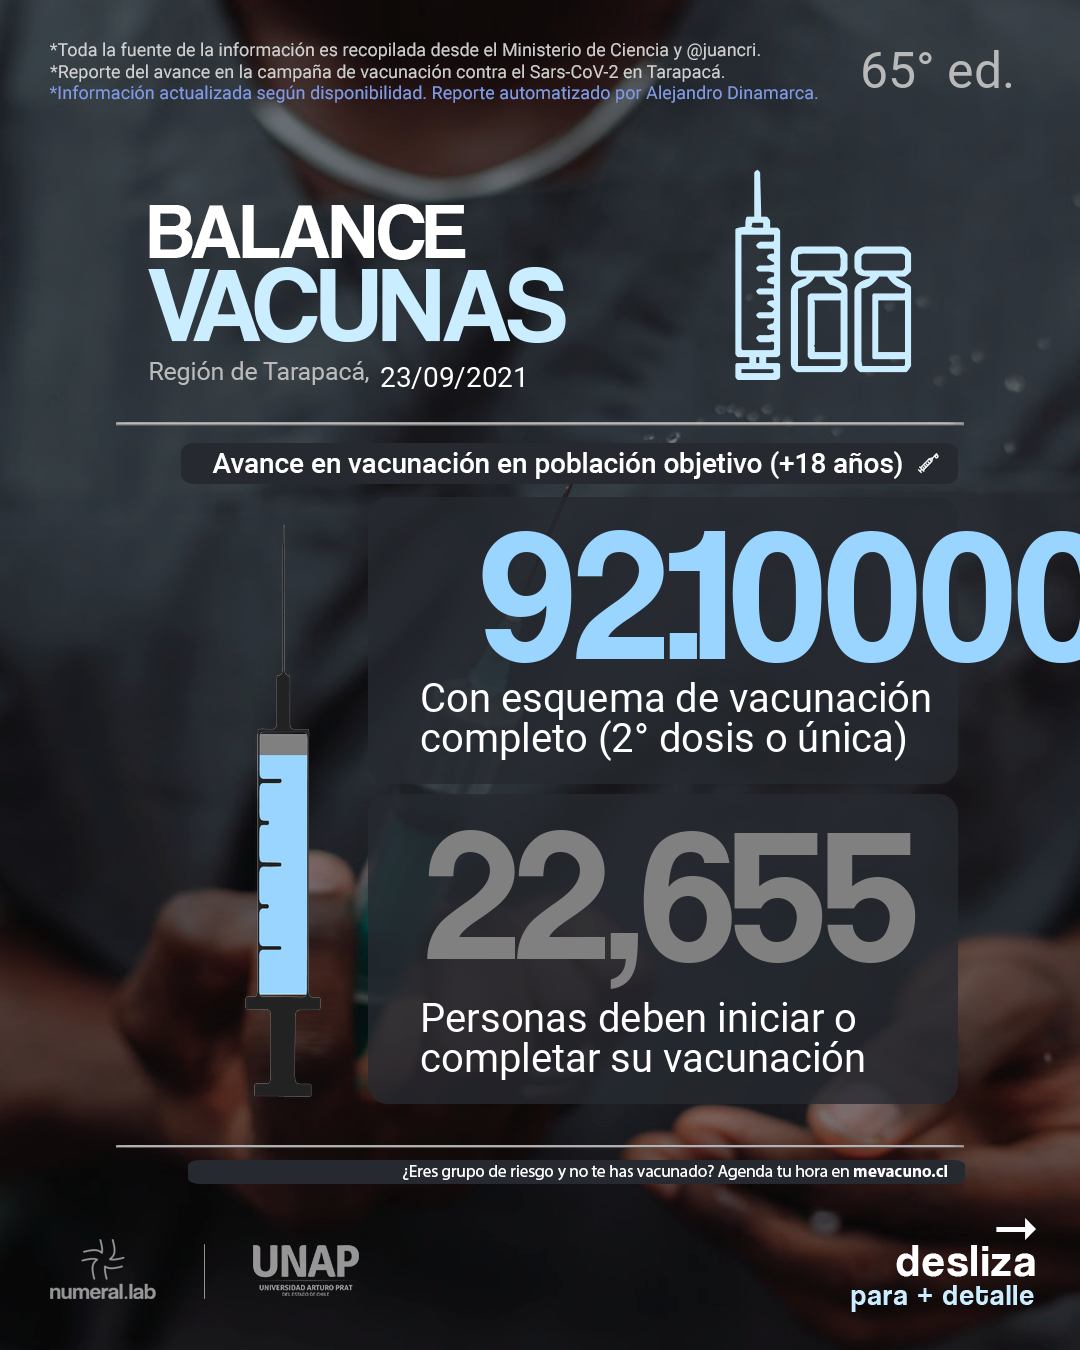 *Toda la fuente de la información es recopilada desde el Ministerio de Ciencia y @juancri.
*Reporte del avance en la campaña de vacunación contra el Sars-CoV-2 en Tarapacá.
*Información actualizada según disponibilidad. Reporte automatizado por Alejandro Dinamarca.
65° ed.
BALANCE
VACUNAS
Región de Tarapacá, 23/09/2021
Avance en vacunación en población objetivo (+18 años)
92.10000
Con esquema de vacunación
completo (2° dosis o única)
22,655
Personas deben iniciar o
completar su vacunación
¿Eres grupo de riesgo y no te has vacunado? Agenda tu hora en mevacuno.cl
numeral.lab
UNAP
UNIVERSIDAD ARTURO PRAT
DEL ESTADO DE CHILE
desliza
para + detalle